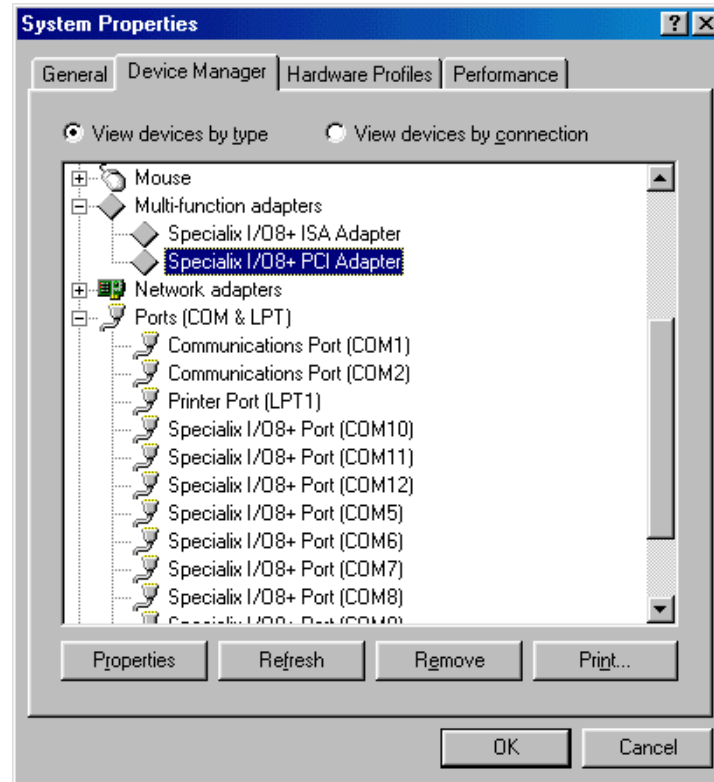 System Properties
General Device Manager Hardware Profiles Performance
View devices by type View devices by connection
Mouse
Multi-function adapters
Specialix I/O8+ ISA Adapter
Specialix I/O8+ PCI Adapter
Network adapters
Ports (COM & LPT)
Communications Port (COM1)
Communications Port (COM2)
Printer Port (LPT1)
Specialix I/O8+ Port (COM10)
Specialix I/O8+ Port (COM11)
Specialix I/O8+ Port (COM12)
Specialix I/O8+ Port (COM5)
Specialix I/O8+ Port (COM6)
Specialix I/O8+ Port (COM7)
Specialix I/O8+ Port (COM8)
Properties Refresh Remove Print...
OK Cancel